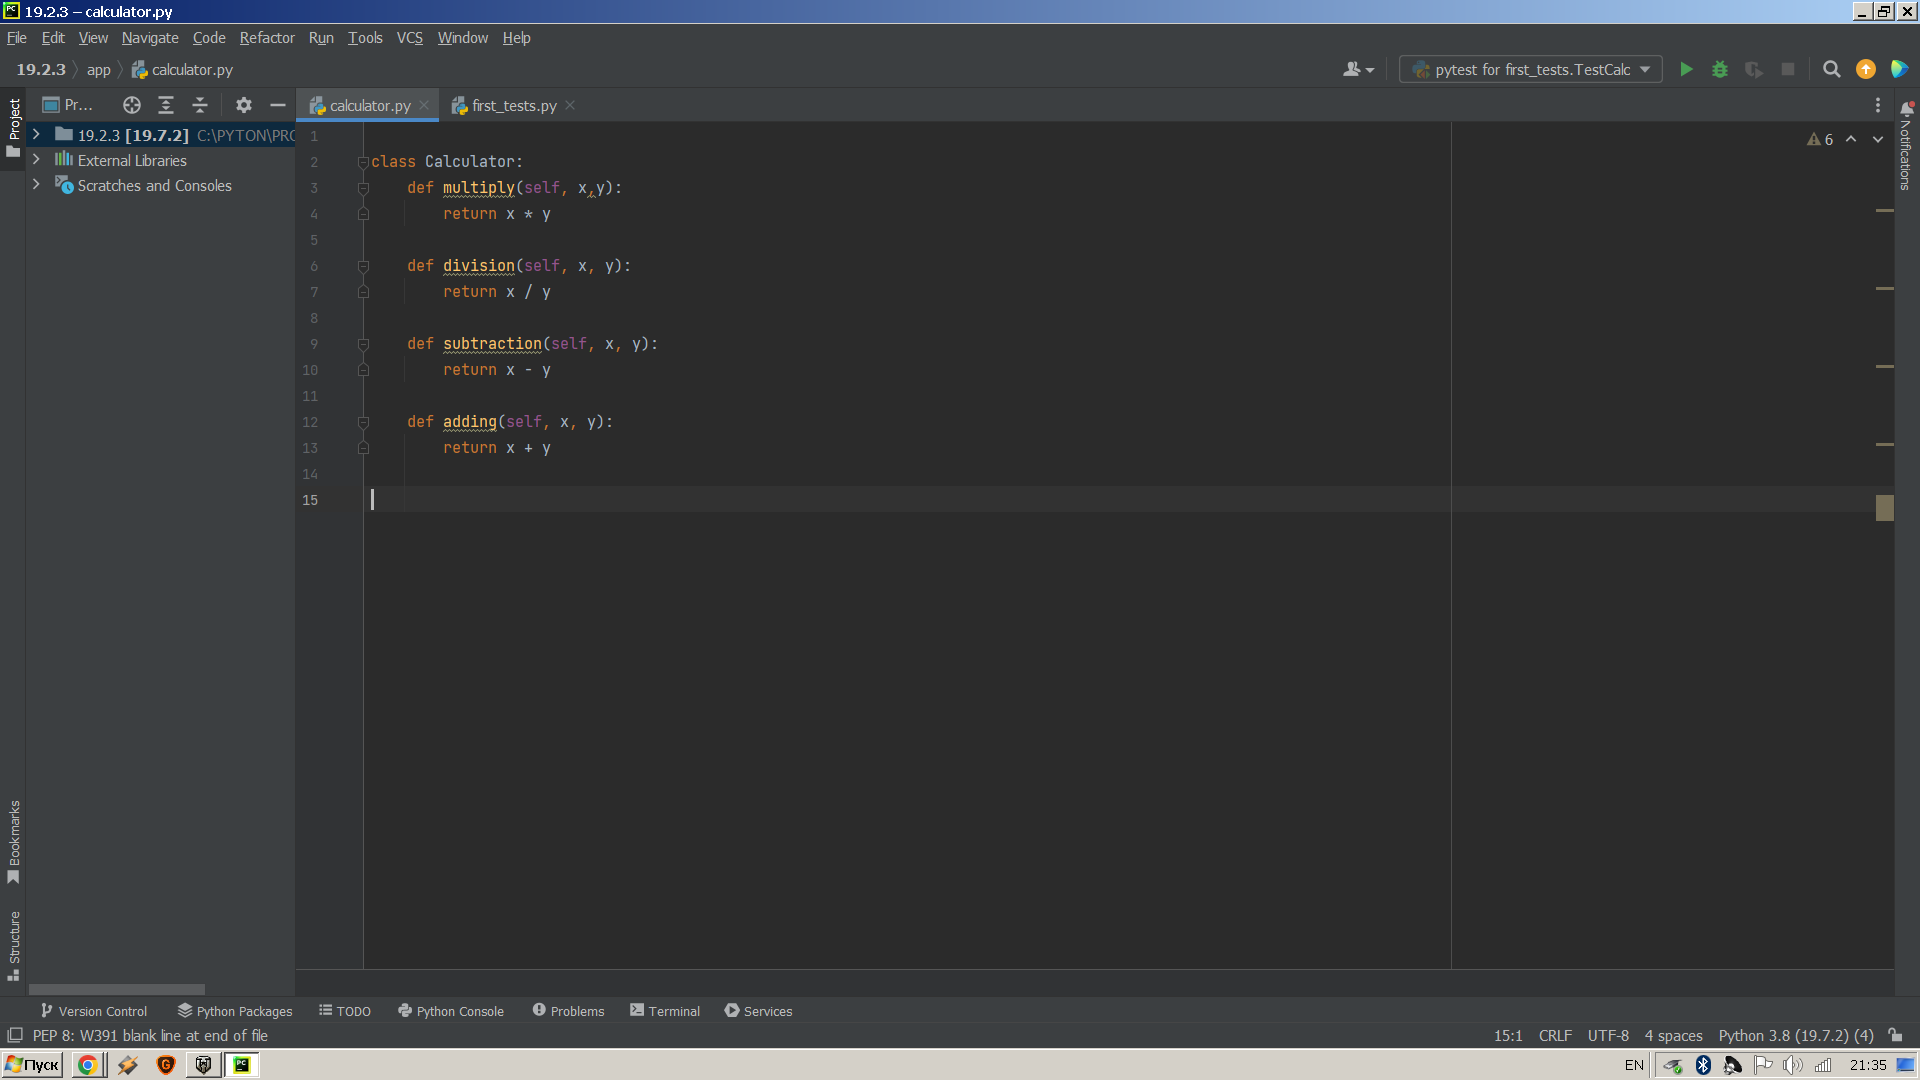 19.2.3 – calculator.py
File Edit View Navigate Code Refactor Run Tools VCS Window Help
19.2.3 app calculator.py
pytest for first_tests.TestCalc
Project
Pr...
calculator.py
first_tests.py
Notifications
19.2.3 [19.7.2] C:\PYTON\PRO
External Libraries
Scratches and Consoles
6
1
2 class Calculator:
3 def multiply(self, x,y):
4 return x * y
5
6 def division(self, x, y):
7 return x / y
8
9 def subtraction(self, x, y):
10 return x - y
11
12 def adding(self, x, y):
13 return x + y
14
15
Bookmarks
Structure
Version Control Python Packages TODO Python Console Problems Terminal Services
PEP 8: W391 blank line at end of file
15:1 CRLF UTF-8 4 spaces Python 3.8 (19.7.2) (4)
Пуск
EN
21:35